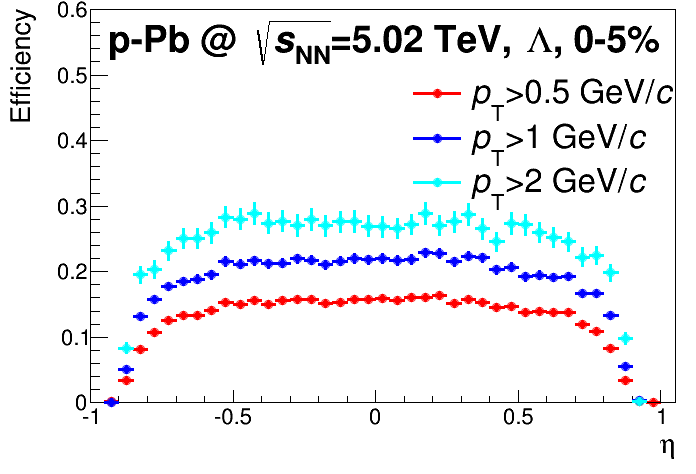 p-Pb @ √sNN=5.02 TeV, Λ, 0-5%
pT>0.5 GeV/c
pT>1 GeV/c
pT>2 GeV/c
Efficiency
0.6
0.5
0.4
0.3
0.2
0.1
0
-1 -0.5 0 0.5 1
η